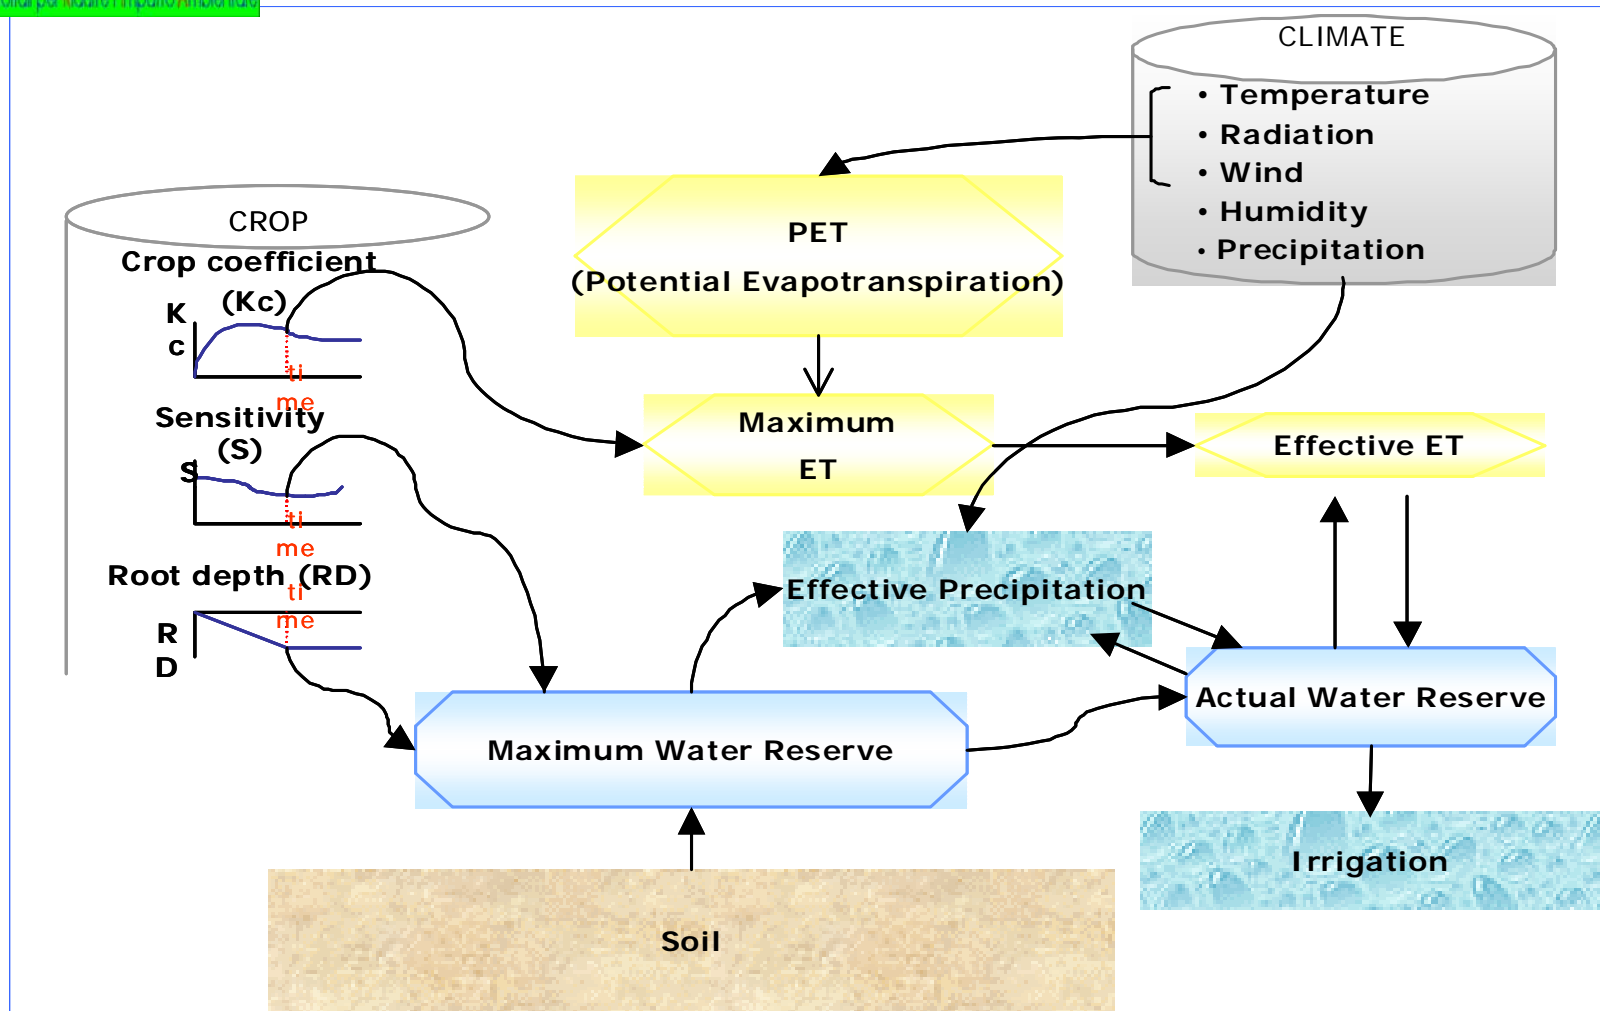 CLIMATE
• Temperature
• Radiation
• Wind
• Humidity
• Precipitation
PET
(Potential Evapotranspiration)
CROP
Crop coefficient
(Kc)
K
c
ti
me
Sensitivity
(S)
S
ti
me
Root depth (RD)
ti
me
R
D
Maximum
ET
Effective ET
Effective Precipitation
Actual Water Reserve
Maximum Water Reserve
Irrigation
Soil